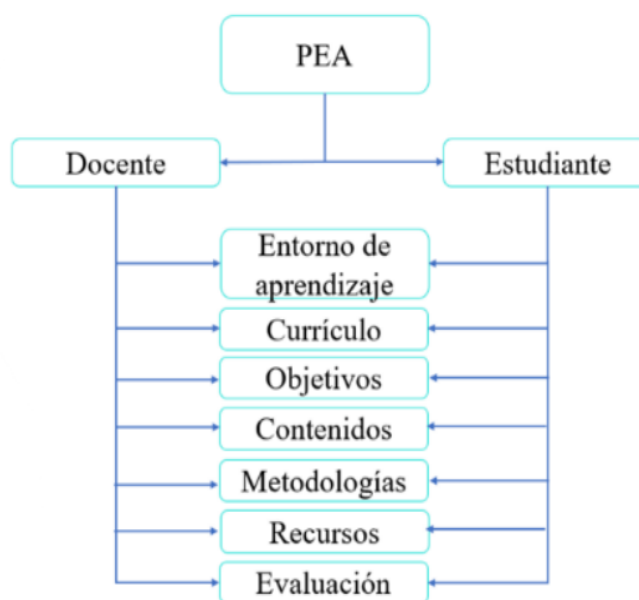 PEA
Docente
Estudiante
Entorno de
aprendizaje
Currículo
Objetivos
Contenidos
Metodologías
Recursos
Evaluación